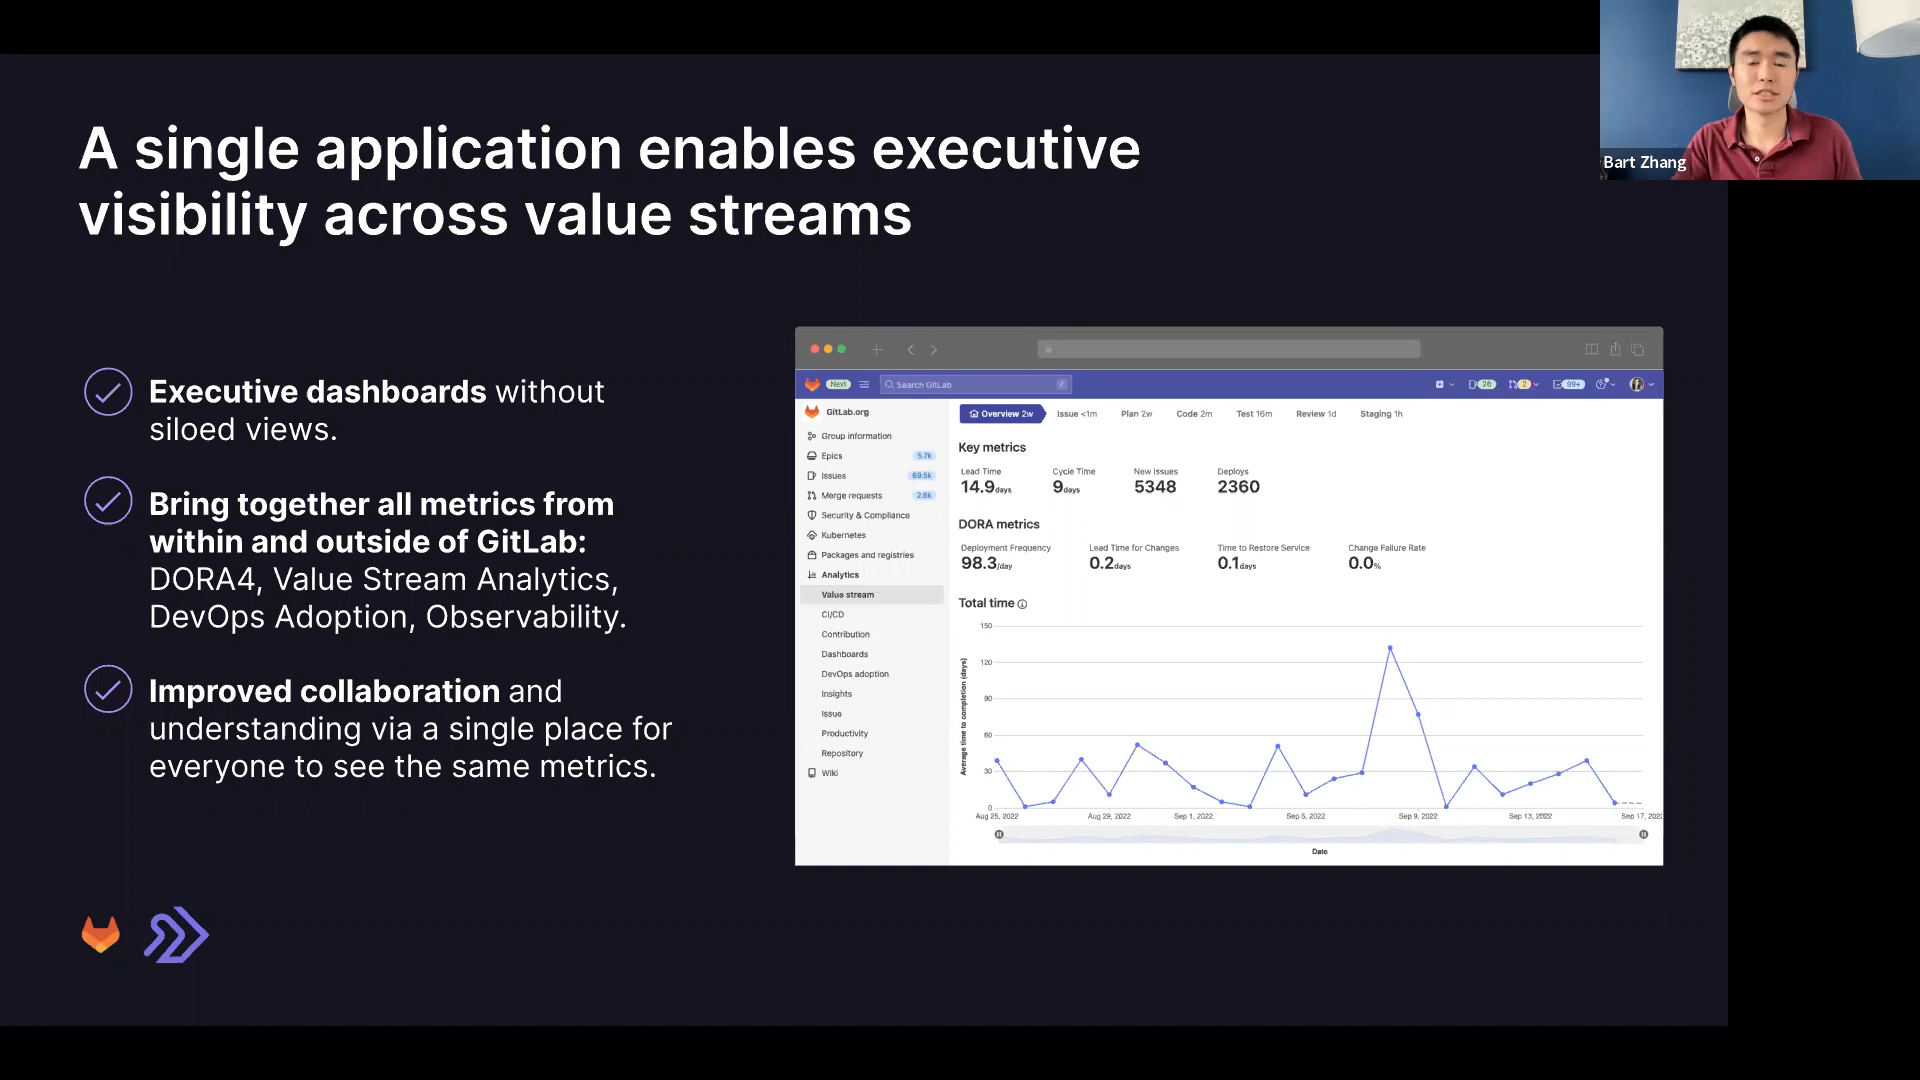 A single application enables executive
visibility across value streams
Bart Zhang
Executive dashboards without
siloed views.
Bring together all metrics from
within and outside of GitLab:
DORA4, Value Stream Analytics,
DevOps Adoption, Observability.
Improved collaboration and
understanding via a single place for
everyone to see the same metrics.
Next
Search GitLab
/
26
2
99+
GitLab.org
Group information
Epics 5.7k
Issues 69.5k
Merge requests 2.6k
Security & Compliance
Kubernetes
Packages and registries
Analytics
Value stream
CI/CD
Contribution
Dashboards
DevOps adoption
Insights
Issue
Productivity
Repository
Wiki
Overview 2w Issue <1m Plan 2w Code 2m Test 16m Review 1d Staging 1h
Key metrics
Lead Time Cycle Time New Issues Deploys
14.9days 9days 5348 2360
DORA metrics
Deployment Frequency Lead Time for Changes Time to Restore Service Change Failure Rate
98.3/day 0.2days 0.1days 0.0%
Total time
Average time to completion (days)
150
120
90
60
30
0
Aug 25, 2022 Aug 29, 2022 Sep 1, 2022 Sep 5, 2022 Sep 9, 2022 Sep 13, 2022 Sep 17, 202
Date